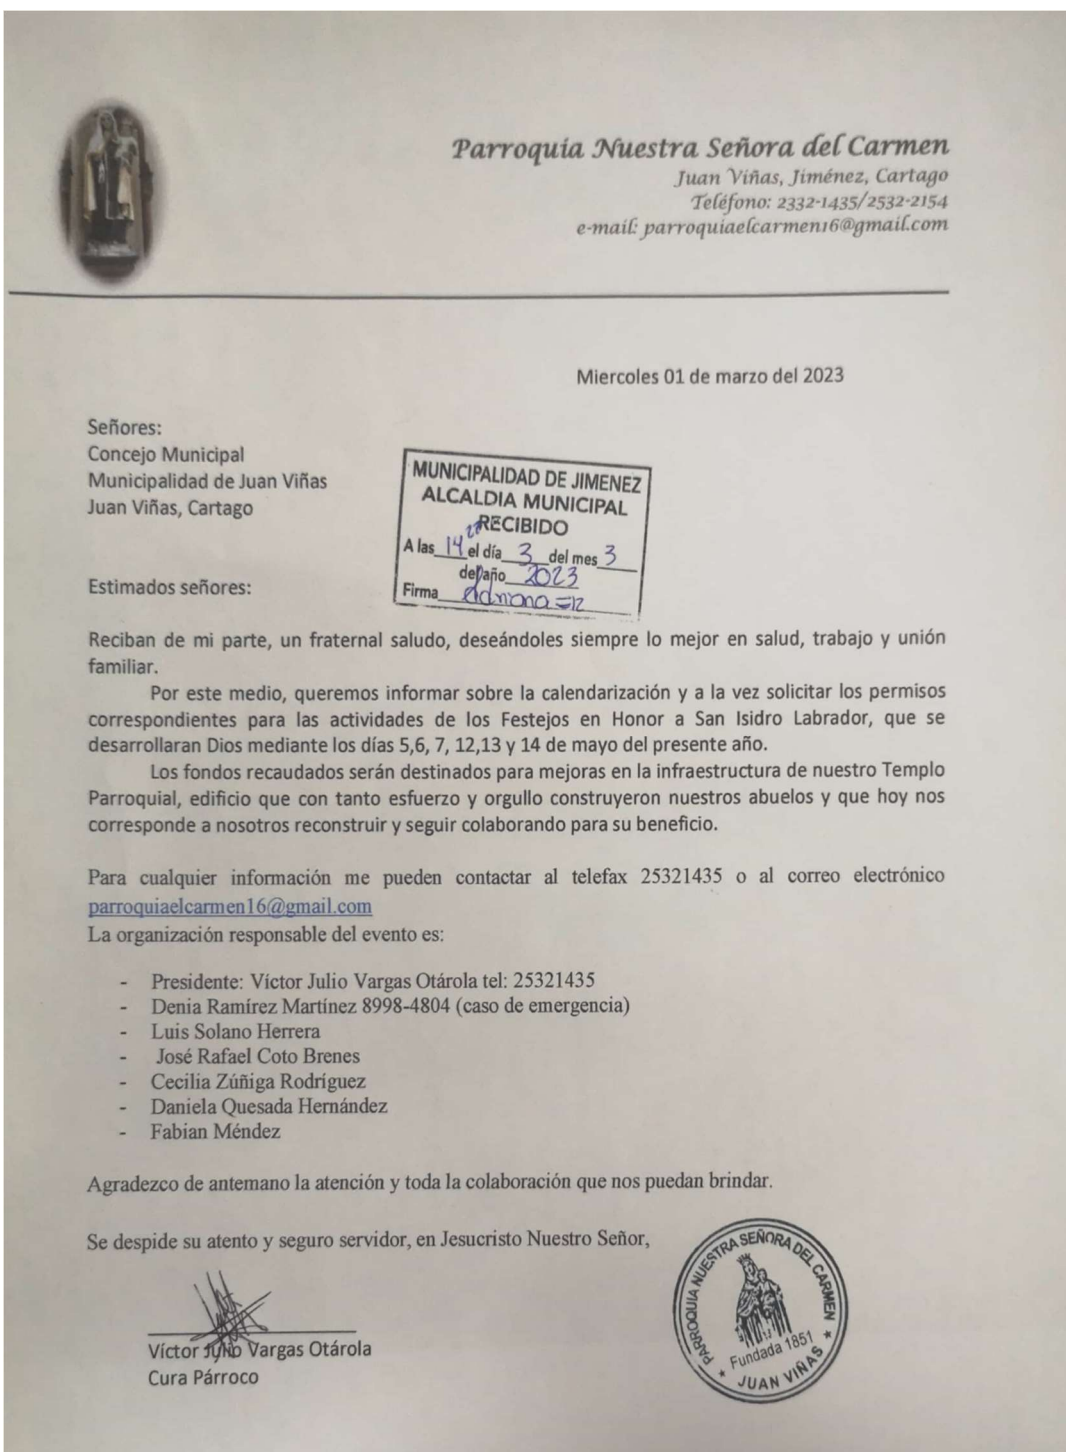 Parroquia Nuestra Señora del Carmen
Juan Viñas, Jiménez, Cartago
Teléfono: 2332-1435/2532-2154
e-mail: parroquiaelcarmen16@gmail.com
Miercoles 01 de marzo del 2023
Señores:
Concejo Municipal
Municipalidad de Juan Viñas
Juan Viñas, Cartago
MUNICIPALIDAD DE JIMENEZ
ALCALDIA MUNICIPAL
RECIBIDO
A las 14 el día 3 del mes 3
del año 2023
Firma
Estimados señores:
Reciban de mi parte, un fraternal saludo, deseándoles siempre lo mejor en salud, trabajo y unión
familiar.
Por este medio, queremos informar sobre la calendarización y a la vez solicitar los permisos
correspondientes para las actividades de los Festejos en Honor a San Isidro Labrador, que se
desarrollaran Dios mediante los días 5,6, 7, 12,13 y 14 de mayo del presente año.
Los fondos recaudados serán destinados para mejoras en la infraestructura de nuestro Templo
Parroquial, edificio que con tanto esfuerzo y orgullo construyeron nuestros abuelos y que hoy nos
corresponde a nosotros reconstruir y seguir colaborando para su beneficio.
Para cualquier información me pueden contactar al telefax 25321435 o al correo electrónico
parroquiaelcarmen16@gmail.com
La organización responsable del evento es:
- Presidente: Víctor Julio Vargas Otárola tel: 25321435
- Denia Ramírez Martínez 8998-4804 (caso de emergencia)
- Luis Solano Herrera
- José Rafael Coto Brenes
- Cecilia Zúñiga Rodríguez
- Daniela Quesada Hernández
- Fabian Méndez
Agradezco de antemano la atención y toda la colaboración que nos puedan brindar.
Se despide su atento y seguro servidor, en Jesucristo Nuestro Señor,
Víctor Julio Vargas Otárola
Cura Párroco
PARROQUIA NUESTRA SEÑORA DEL CARMEN
Fundada 1851
* JUAN VIÑAS *